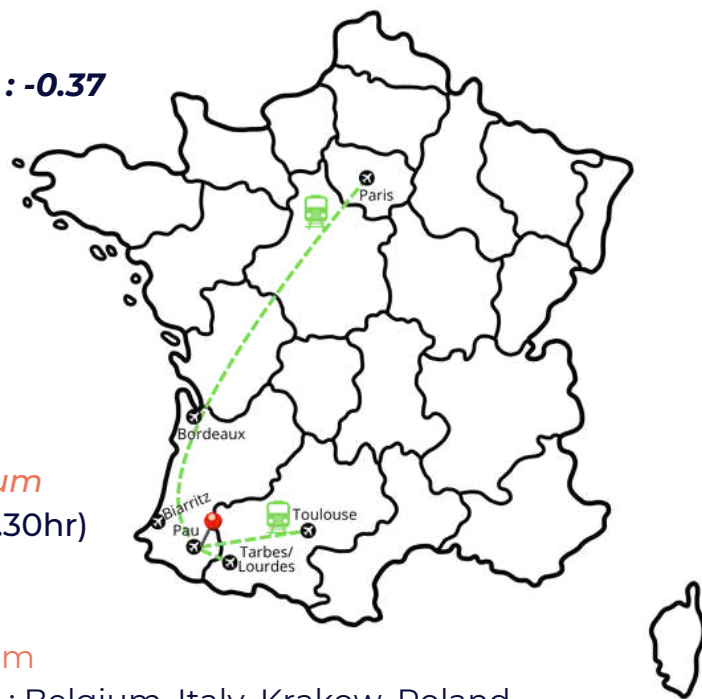 : -0.37
Paris
Bordeaux
um
Biarritz
.30hr)
Toulouse
Pau
Tarbes/
Lourdes
m
: Belgium, Italy, Krakow, Poland